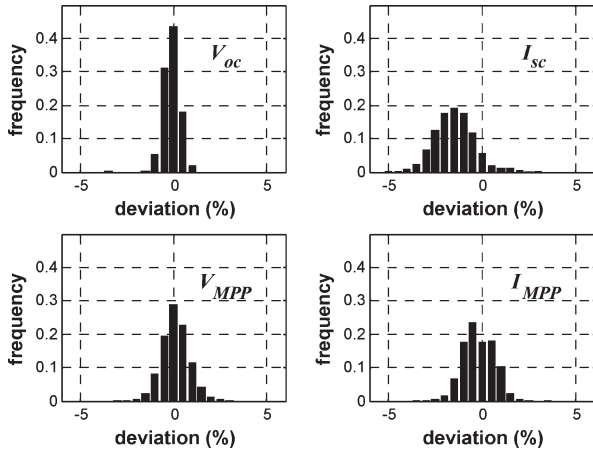 0.4
0.3
0.2
0.1
0
frequency
V_oc
-5 0 5
deviation (%)
0.4
0.3
0.2
0.1
0
frequency
I_sc
-5 0 5
deviation (%)
0.4
0.3
0.2
0.1
0
frequency
V_MPP
-5 0 5
deviation (%)
0.4
0.3
0.2
0.1
0
frequency
I_MPP
-5 0 5
deviation (%)